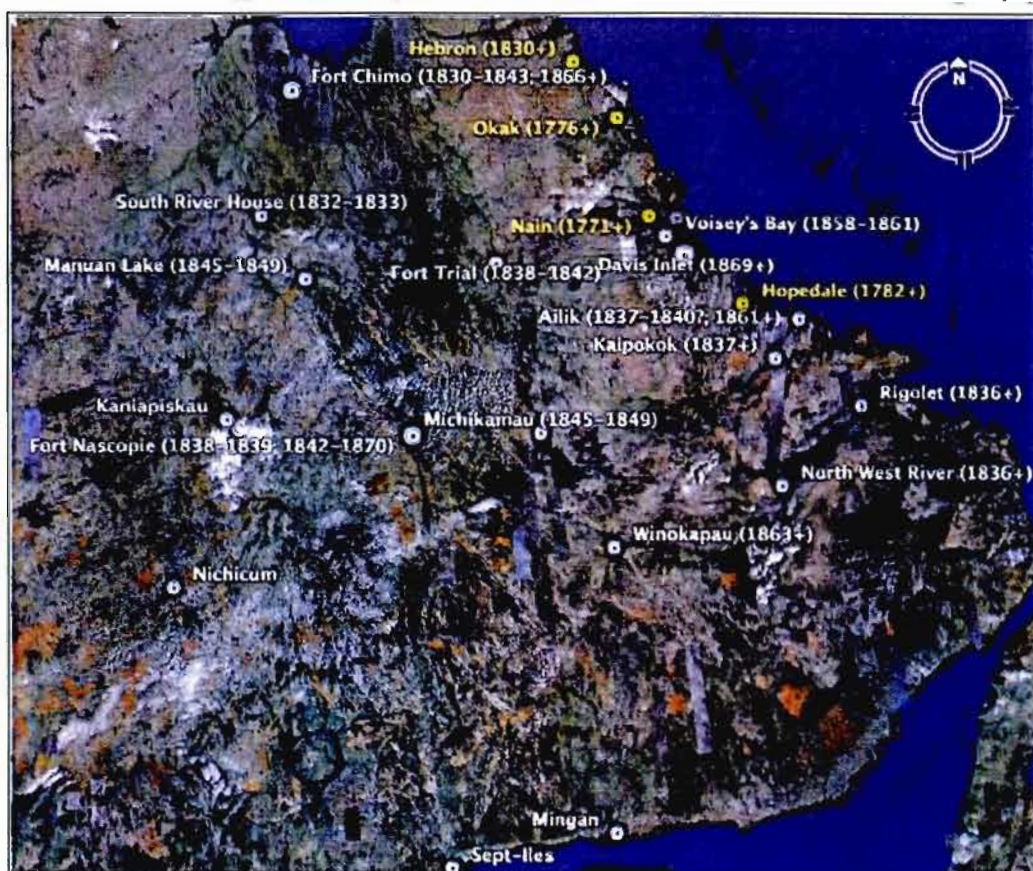 Hebron (1830+)
Fort Chimo (1830-1843, 1866+)
N
Okak (1776+)
South River House (1832-1833)
Nain (1771+)
Voisey's Bay (1858-1861)
Manuan Lake (1845-1849)
Fort Trial (1838-1842)
Davis Inlet (1869+)
Hopedale (1782+)
Ailik (1837-1840?, 1861+)
Kaipokok (1837+)
Rigolet (1836+)
Kaniapiskau
Michikamau (1845-1849)
Fort Nascopie (1838-1839, 1842-1870)
North West River (1836+)
Winokapau (1863+)
Nichicum
Mingan
Sept-Iles